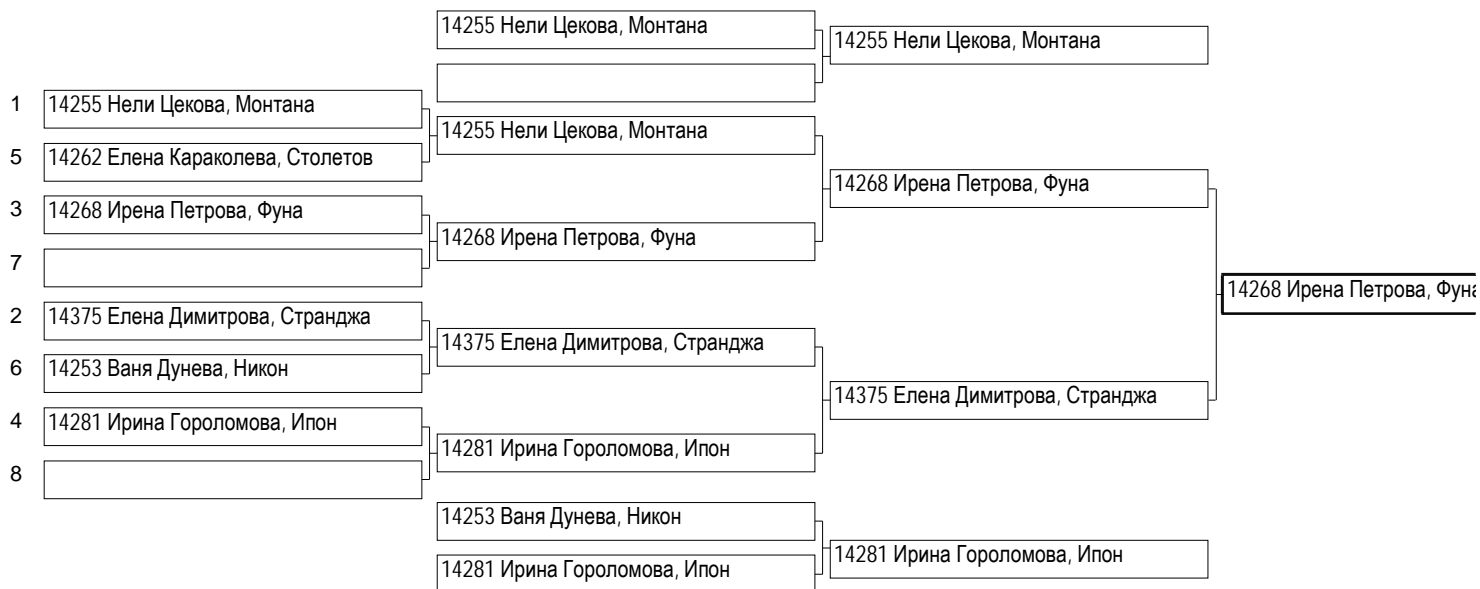 14255 Нели Цекова, Монтана
14255 Нели Цекова, Монтана
1 14255 Нели Цекова, Монтана
14255 Нели Цекова, Монтана
5 14262 Елена Караколева, Столетов
14268 Ирена Петрова, Фуна
3 14268 Ирена Петрова, Фуна
14268 Ирена Петрова, Фуна
7
14268 Ирена Петрова, Фуна
2 14375 Елена Димитрова, Странджа
14375 Елена Димитрова, Странджа
6 14253 Ваня Дунева, Никон
14375 Елена Димитрова, Странджа
4 14281 Ирина Гороломова, Ипон
14281 Ирина Гороломова, Ипон
8
14253 Ваня Дунева, Никон
14281 Ирина Гороломова, Ипон
14281 Ирина Гороломова, Ипон